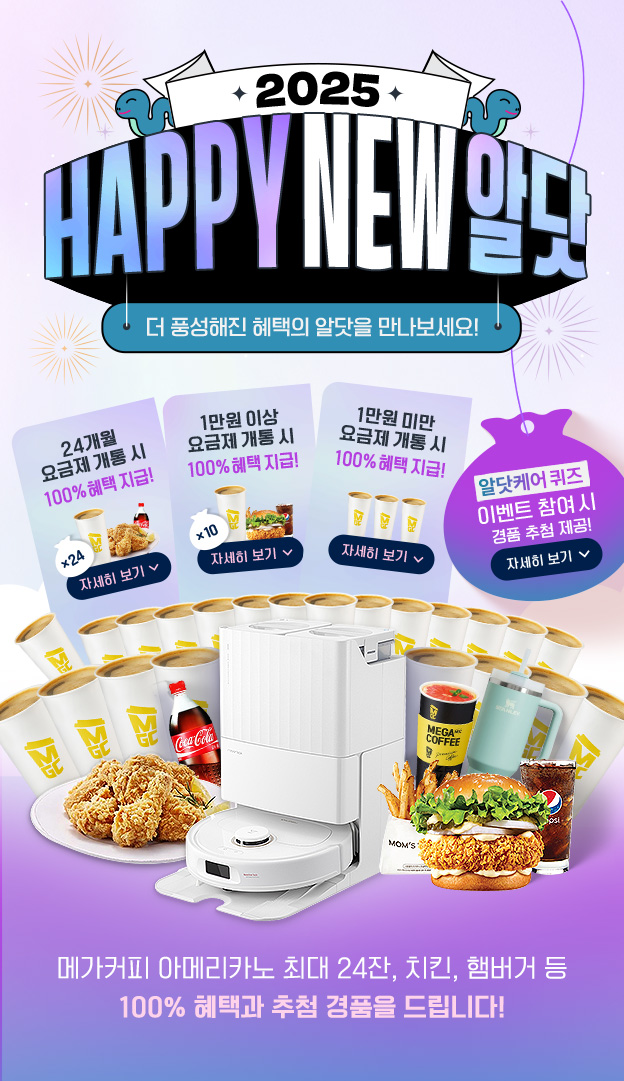 2025
HAPPY NEW 알닷
더 풍성해진 혜택의 알닷을 만나보세요!
24개월
요금제 개통 시
100% 혜택 지급!
×24
자세히 보기
1만원 이상
요금제 개통 시
100% 혜택 지급!
×10
자세히 보기
1만원 미만
요금제 개통 시
100% 혜택 지급!
자세히 보기
알닷케어 퀴즈
이벤트 참여 시
경품 추첨 제공!
자세히 보기
MGC
MGC
MGC
Coca-Cola
MEGA MGC
COFFEE
MOM'S
pepsi
메가커피 아메리카노 최대 24잔, 치킨, 햄버거 등
100% 혜택과 추첨 경품을 드립니다!